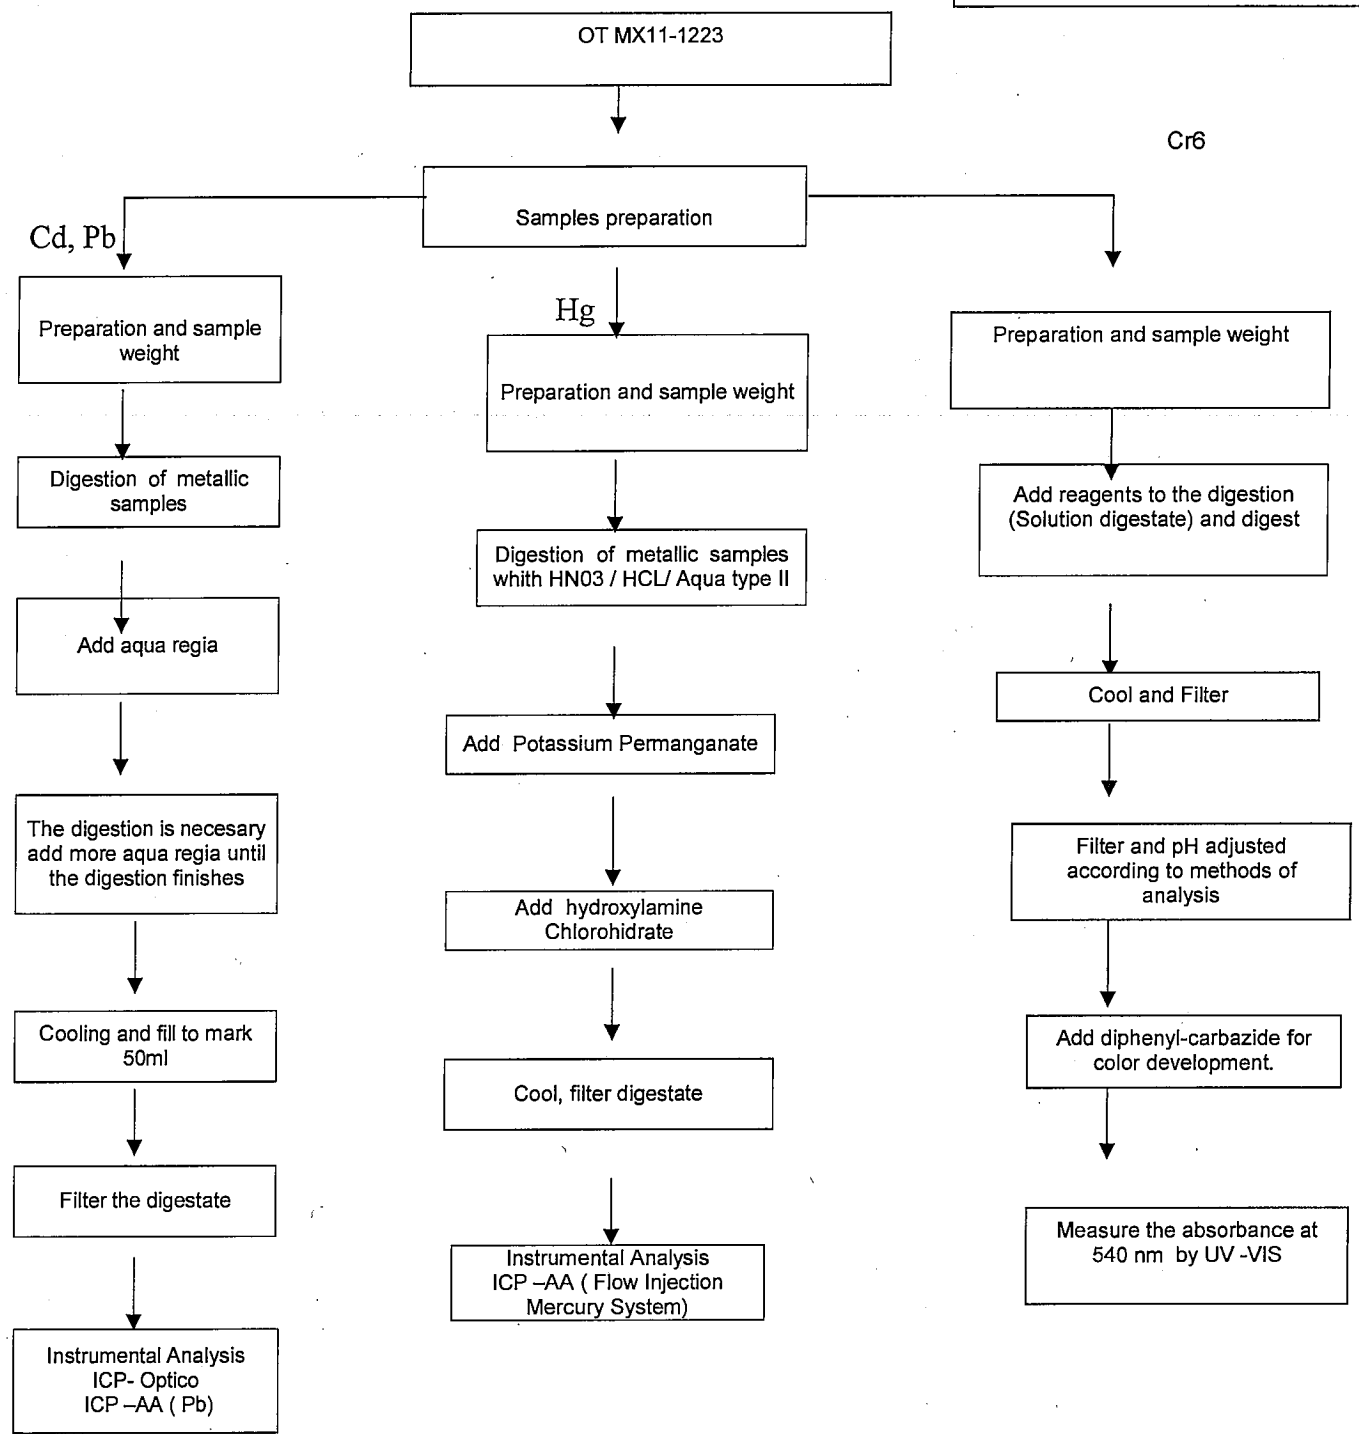 OT MX11-1223
Cr6
Samples preparation
Cd, Pb
Preparation and sample
weight
Digestion of metallic
samples
Add aqua regia
The digestion is necesary
add more aqua regia until
the digestion finishes
Cooling and fill to mark
50ml
Filter the digestate
Instrumental Analysis
ICP- Optico
ICP –AA ( Pb)
Hg
Preparation and sample weight
Digestion of metallic samples
whith HN03 / HCL/ Aqua type II
Add Potassium Permanganate
Add hydroxylamine
Chlorohidrate
Cool, filter digestate
Instrumental Analysis
ICP –AA ( Flow Injection
Mercury System)
Preparation and sample weight
Add reagents to the digestion
(Solution digestate) and digest
Cool and Filter
Filter and pH adjusted
according to methods of
analysis
Add diphenyl-carbazide for
color development.
Measure the absorbance at
540 nm by UV -VIS